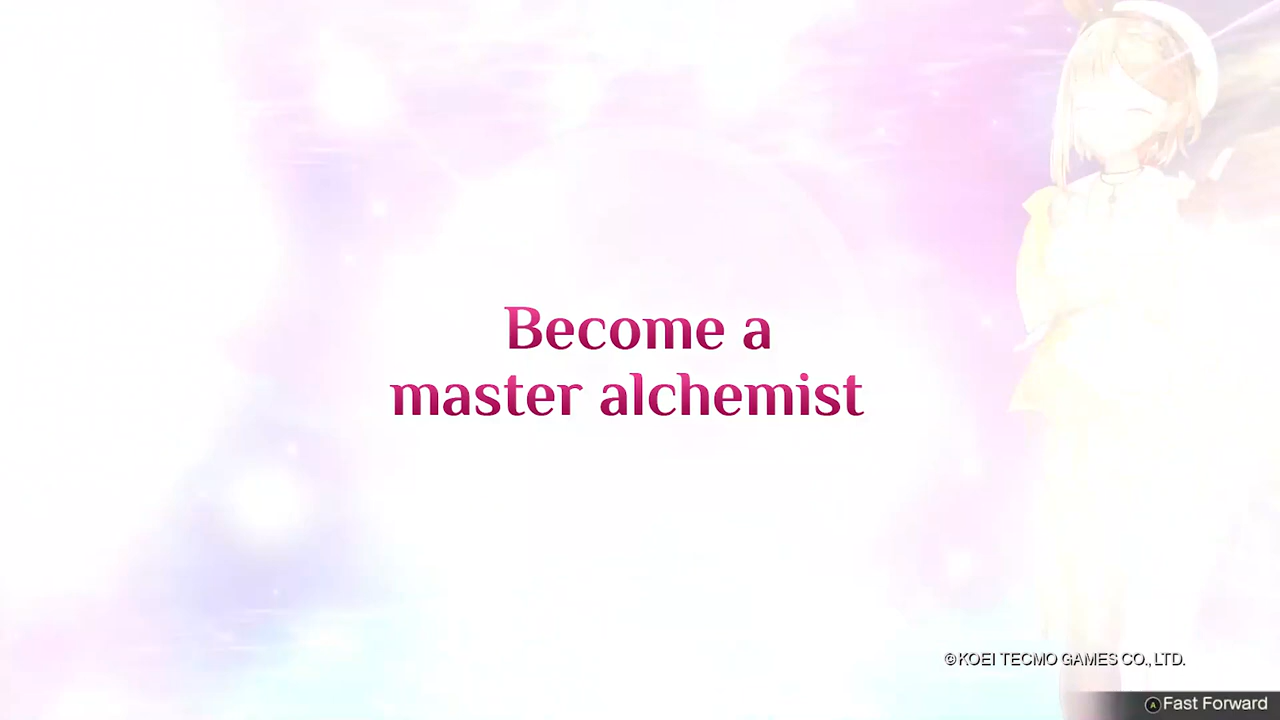 Become a
master alchemist
©KOEI TECMO GAMES CO., LTD.
A Fast Forward